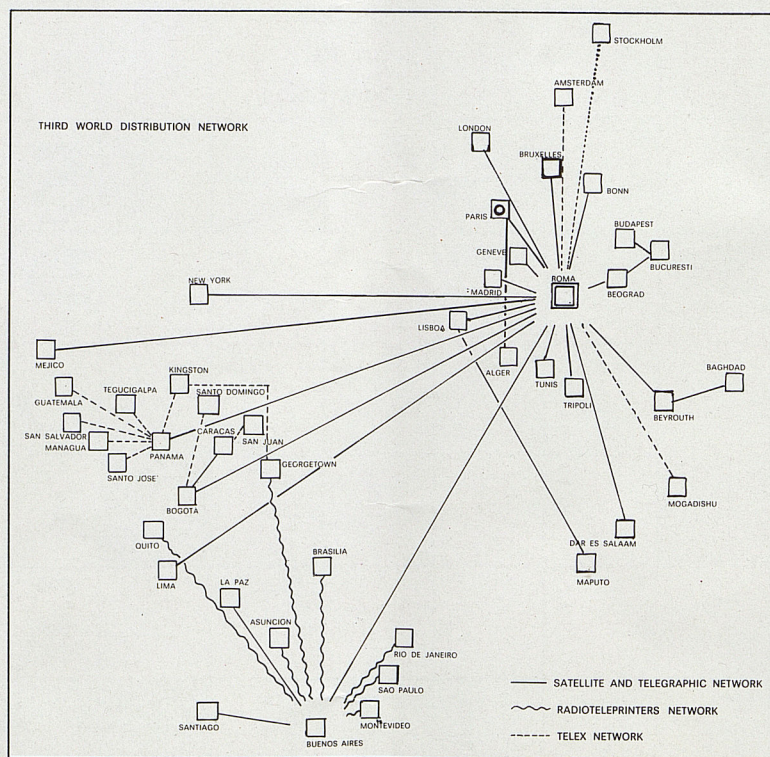 STOCKHOLM
AMSTERDAM
THIRD WORLD DISTRIBUTION NETWORK
LONDON
BRUXELLES
BONN
PARIS
BUDAPEST
GENEVE
BUCURESTI
ROMA
NEW YORK
MADRID
BEOGRAD
LISBOA
MEJICO
ALGER
BAGHDAD
KINGSTON
TUNIS
TRIPOLI
TEGUCIGALPA
SANTO DOMINGO
GUATEMALA
BEYROUTH
CARACAS
SAN SALVADOR
SAN JUAN
MANAGUA
PANAMA
GEORGETOWN
SANTO JOSE'
MOGADISHU
BOGOTA
QUITO
DAR ES SALAAM
BRASILIA
LIMA
MAPUTO
LA PAZ
ASUNCION
RIO DE JANEIRO
SATELLITE AND TELEGRAPHIC NETWORK
SAO PAULO
RADIOTELEPRINTERS NETWORK
SANTIAGO
MONTEVIDEO
TELEX NETWORK
BUENOS AIRES